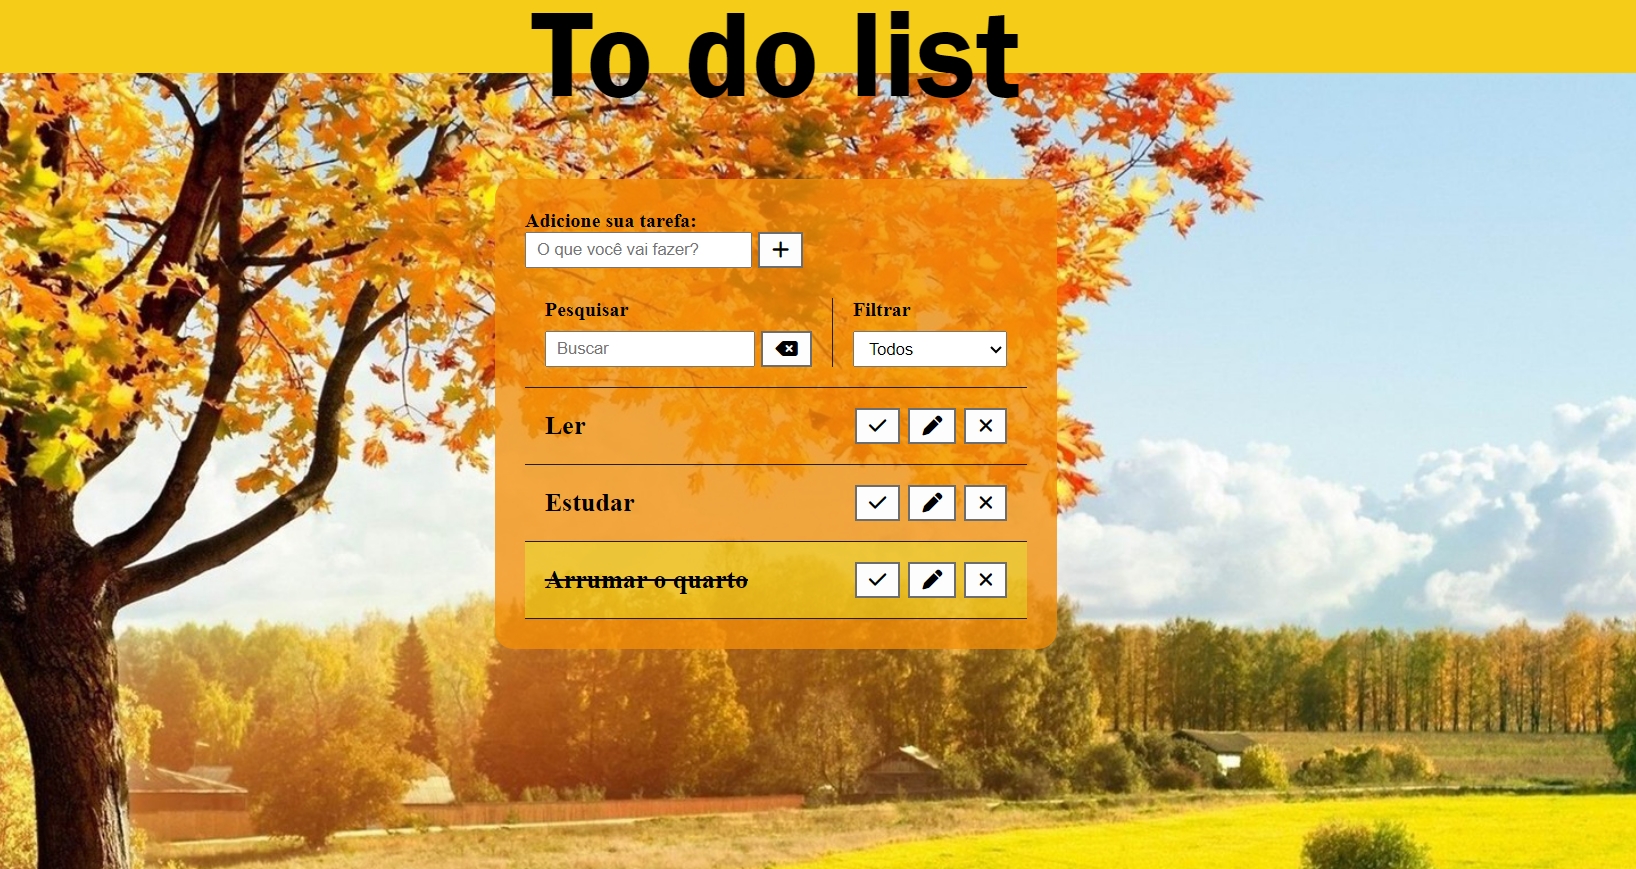 To do list
Adicione sua tarefa:
O que você vai fazer?
Pesquisar
Filtrar
Buscar
Todos
Ler
Estudar
Arrumar o quarto